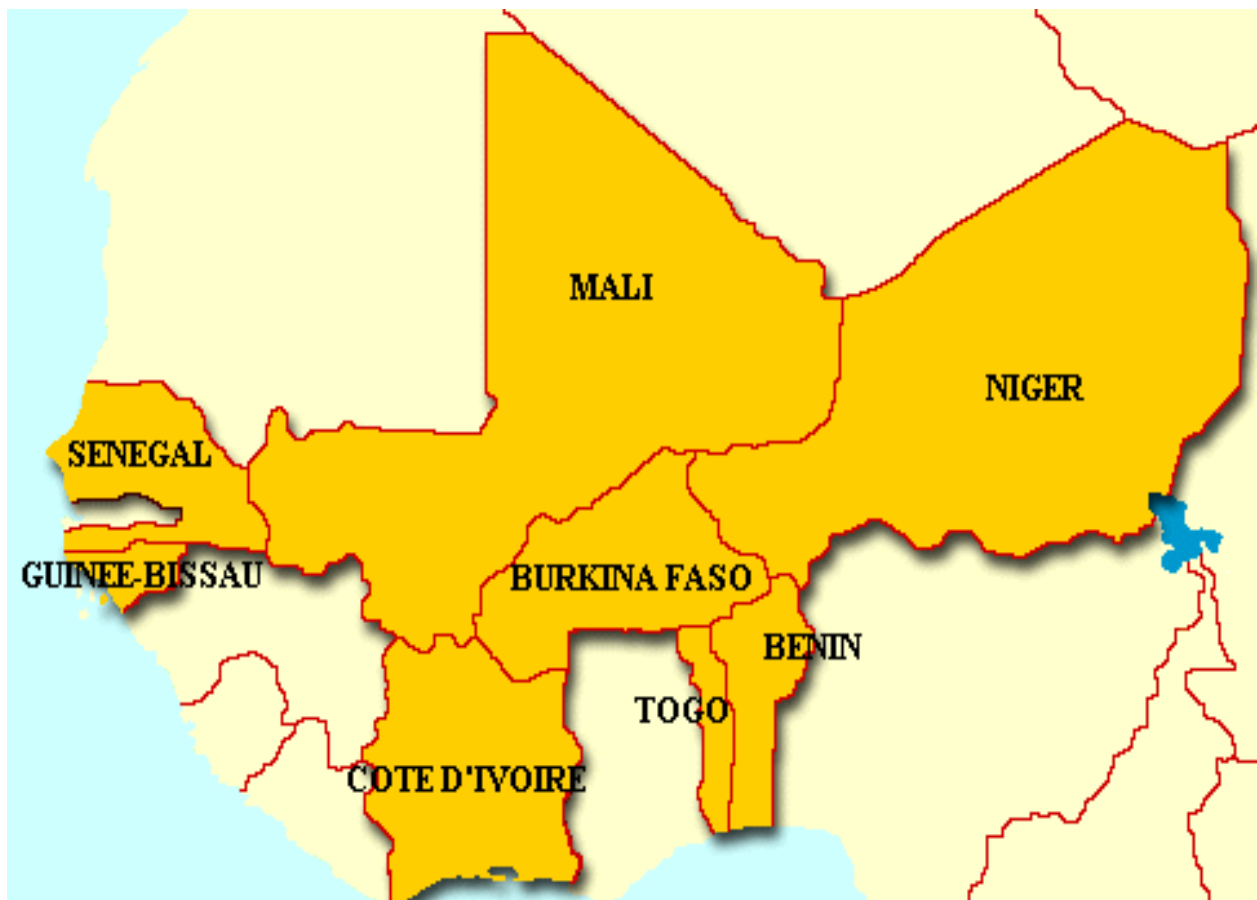 MALI
NIGER
SENEGAL
GUINEE-BISSAU
BURKINA FASO
BENIN
TOGO
COTE D'IVOIRE